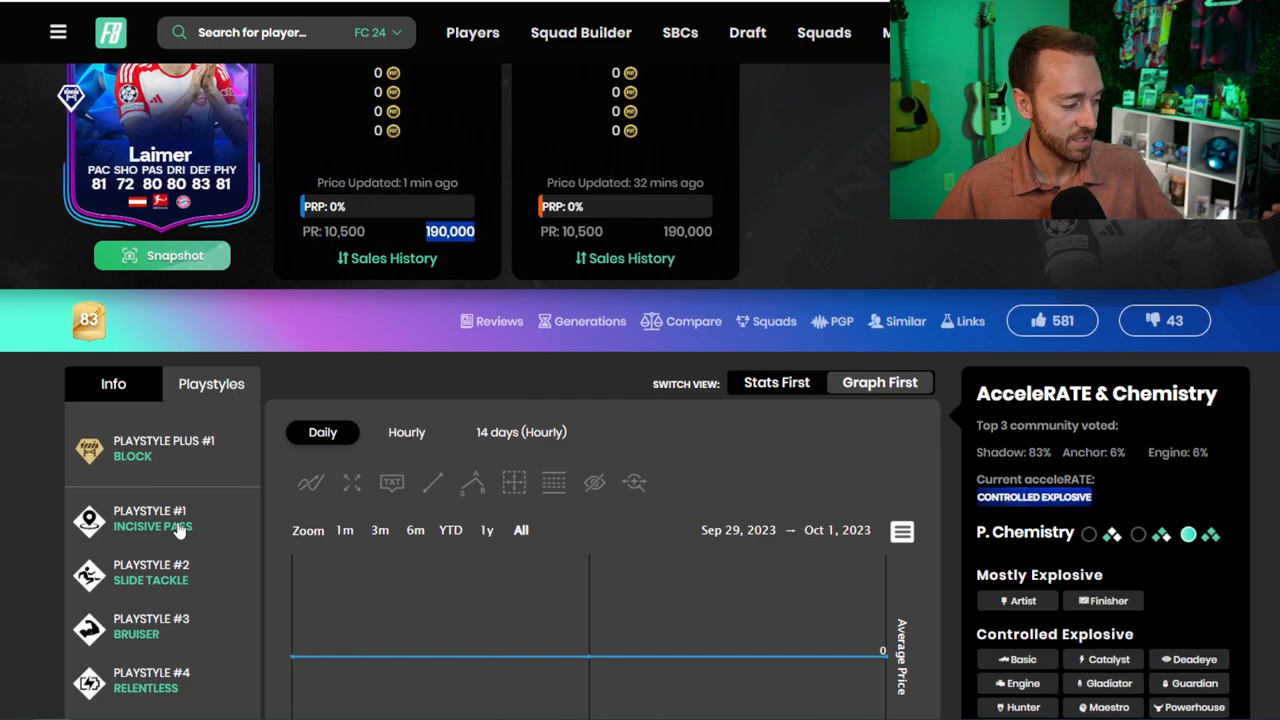 FB
Search for player...
FC 24
Players
Squad Builder
SBCs
Draft
Squads
M
0
0
0
0
0
0
0
0
Laimer
PAC SHO PAS DRI DEF PHY
81 72 80 80 83 81
Snapshot
Price Updated: 1 min ago
PRP: 0%
PR: 10,500
190,000
Sales History
Price Updated: 32 mins ago
PRP: 0%
PR: 10,500
190,000
Sales History
83
Reviews
Generations
Compare
Squads
PGP
Similar
Links
581
43
Info
Playstyles
PLAYSTYLE PLUS #1
BLOCK
PLAYSTYLE #1
INCISIVE PASS
PLAYSTYLE #2
SLIDE TACKLE
PLAYSTYLE #3
BRUISER
PLAYSTYLE #4
RELENTLESS
SWITCH VIEW:
Stats First
Graph First
Daily
Hourly
14 days (Hourly)
TXT
Zoom 1m 3m 6m YTD 1y All
Sep 29, 2023 → Oct 1, 2023
0
Average Price
AcceleRATE & Chemistry
Top 3 community voted:
Shadow: 83% Anchor: 6% Engine: 6%
Current acceleRATE:
CONTROLLED EXPLOSIVE
P. Chemistry
Mostly Explosive
Artist
Finisher
Controlled Explosive
Basic
Catalyst
Deadeye
Engine
Gladiator
Guardian
Hunter
Maestro
Powerhouse